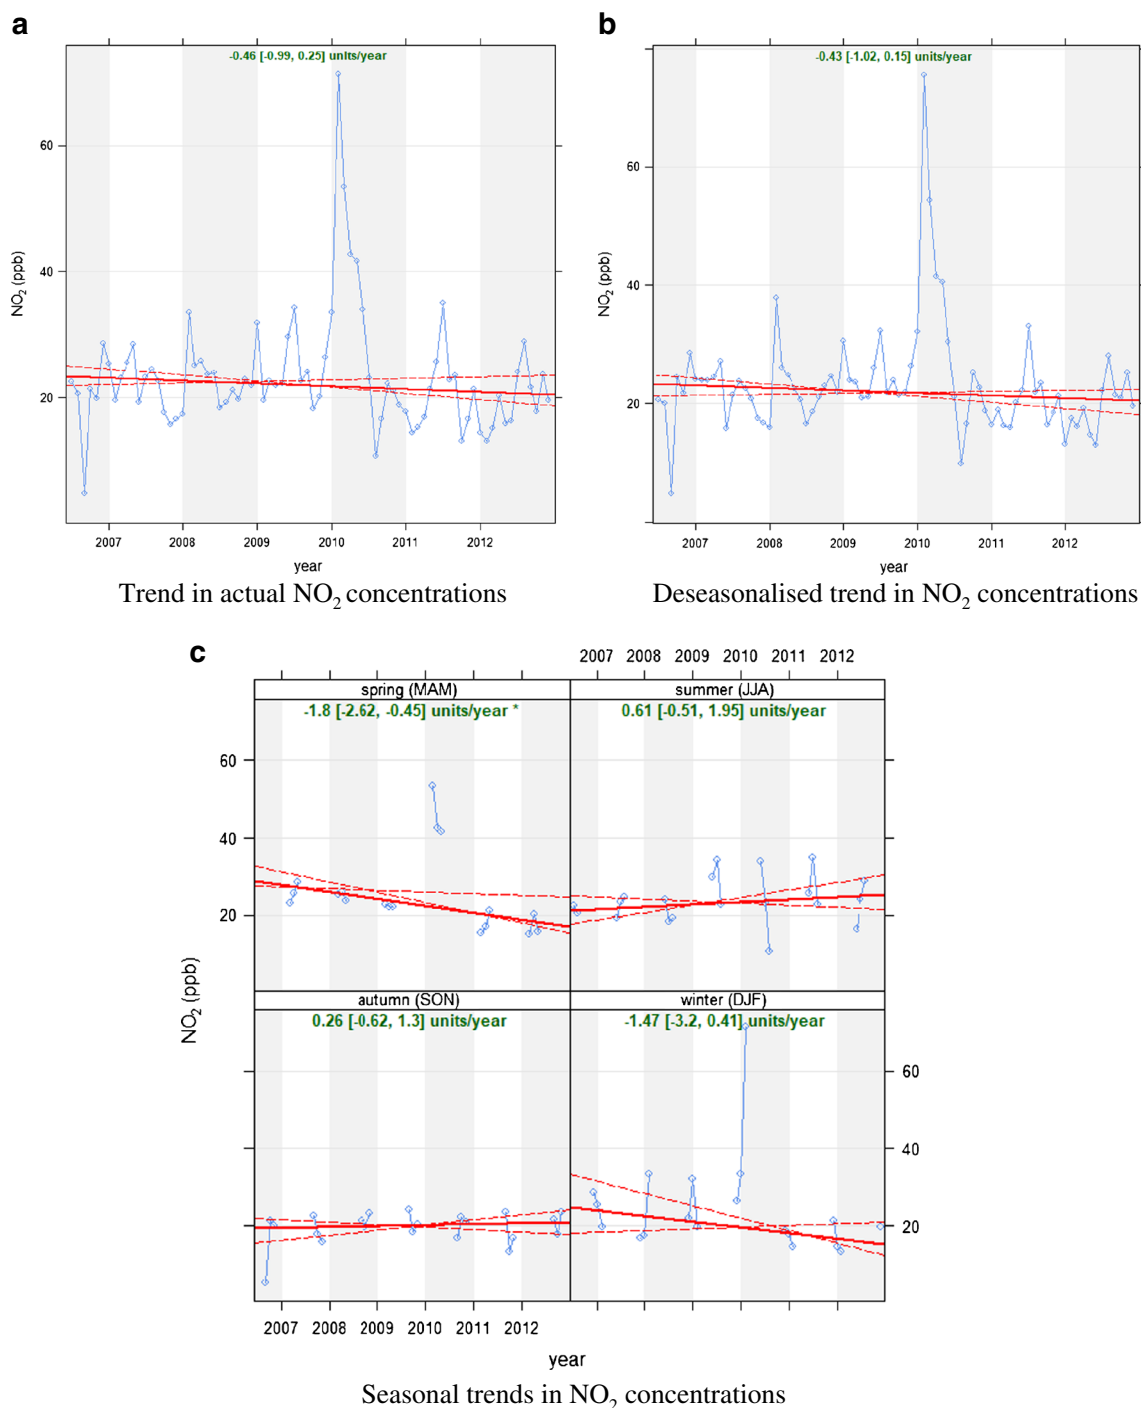 a
-0.46 [-0.99, 0.25] units/year
60
40
20
NO2 (ppb)
2007 2008 2009 2010 2011 2012
year
Trend in actual NO2 concentrations
b
-0.43 [-1.02, 0.15] units/year
60
40
20
NO2 (ppb)
2007 2008 2009 2010 2011 2012
year
Deseasonalised trend in NO2 concentrations
c
2007 2008 2009 2010 2011 2012
spring (MAM)
-1.8 [-2.62, -0.45] units/year *
summer (JJA)
0.61 [-0.51, 1.95] units/year
60
40
20
autumn (SON)
0.26 [-0.62, 1.3] units/year
winter (DJF)
-1.47 [-3.2, 0.41] units/year
60
40
20
NO2 (ppb)
2007 2008 2009 2010 2011 2012
year
Seasonal trends in NO2 concentrations